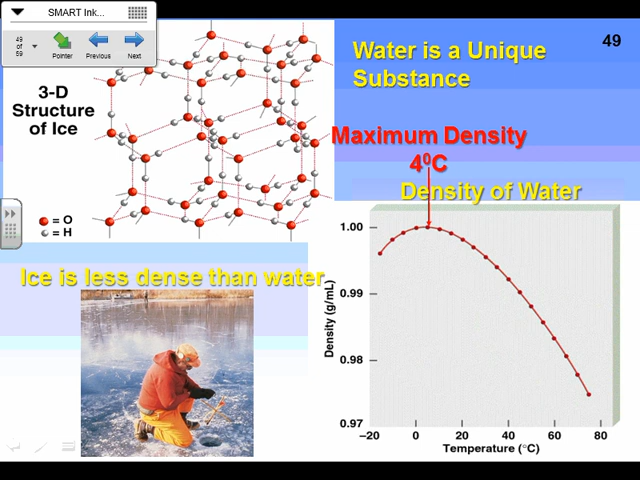 SMART Ink...
49
of
59
Pointer
Previous
Next
49
Water is a Unique
Substance
3-D
Structure
of Ice
= O
= H
Maximum Density
4⁰C
Density of Water
Ice is less dense than water
1.00
0.99
0.98
0.97
Density (g/mL)
–20
0
20
40
60
80
Temperature (°C)